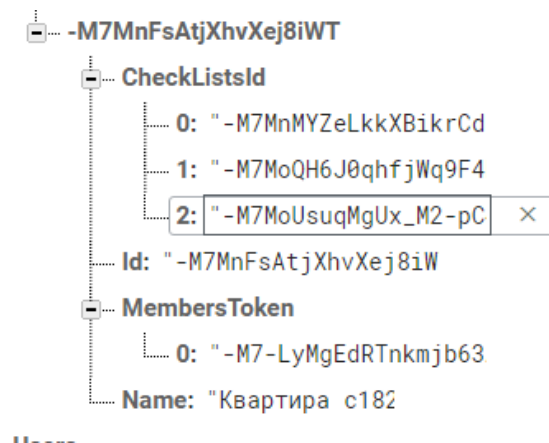 -M7MnFsAtjXhvXej8iWT
CheckListsId
0: "-M7MnMYZeLkkXBikrCd
1: "-M7MoQH6J0qhfjWq9F4
2: "-M7MoUsuqMgUx_M2-pC
Id: "-M7MnFsAtjXhvXej8iW
MembersToken
0: "-M7-LyMgEdRTnkmjb63
Name: "Квартира с182